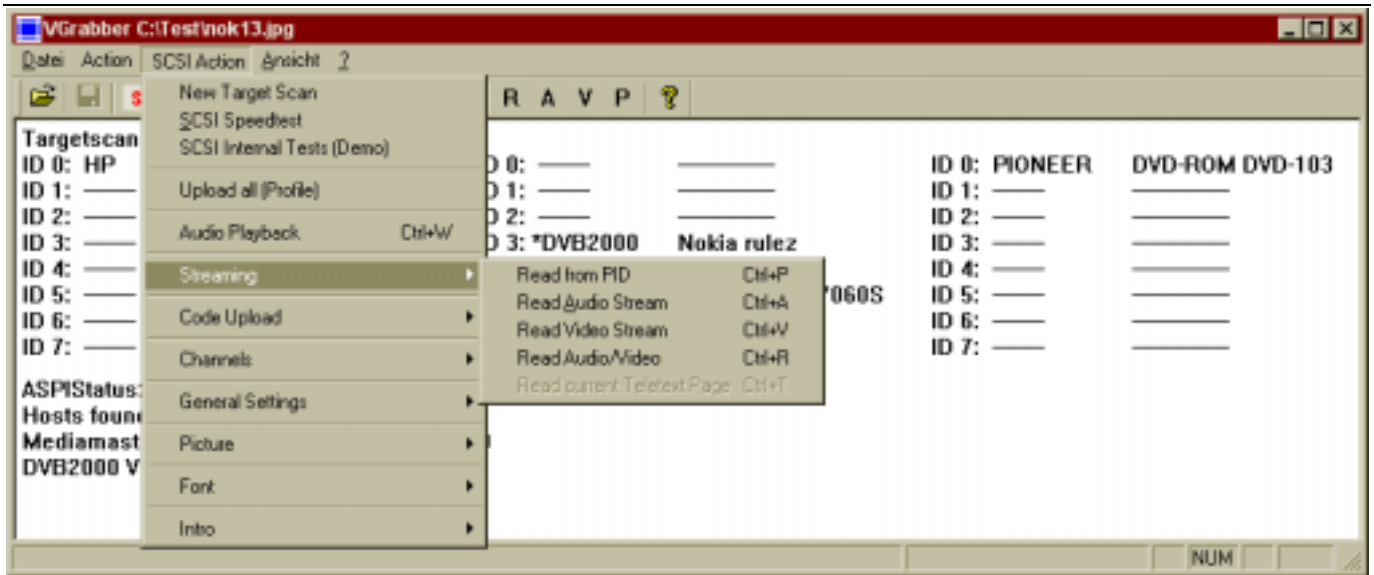 VGrabber C:\Test\nok13.jpg
Datei Action SCSI Action Ansicht ?
S R A V P
New Target Scan
SCSI Speedtest
SCSI Internal Tests (Demo)
Upload all (Profile)
Audio Playback Ctrl+W
Streaming
Code Upload
Channels
General Settings
Picture
Font
Intro
Read from PID Ctrl+P
Read Audio Stream Ctrl+A
Read Video Stream Ctrl+V
Read Audio/Video Ctrl+R
Read current Teletext Page Ctrl+T
Targetscan
ID 0: HP
ID 1:
ID 2:
ID 3:
ID 4:
ID 5:
ID 6:
ID 7:
D 0:
D 1:
D 2:
D 3: *DVB2000 Nokia rulez
060S
ID 0: PIONEER DVD-ROM DVD-103
ID 1:
ID 2:
ID 3:
ID 4:
ID 5:
ID 6:
ID 7:
ASPIStatus:
Hosts foun
Mediamast
DVB2000 V
NUM